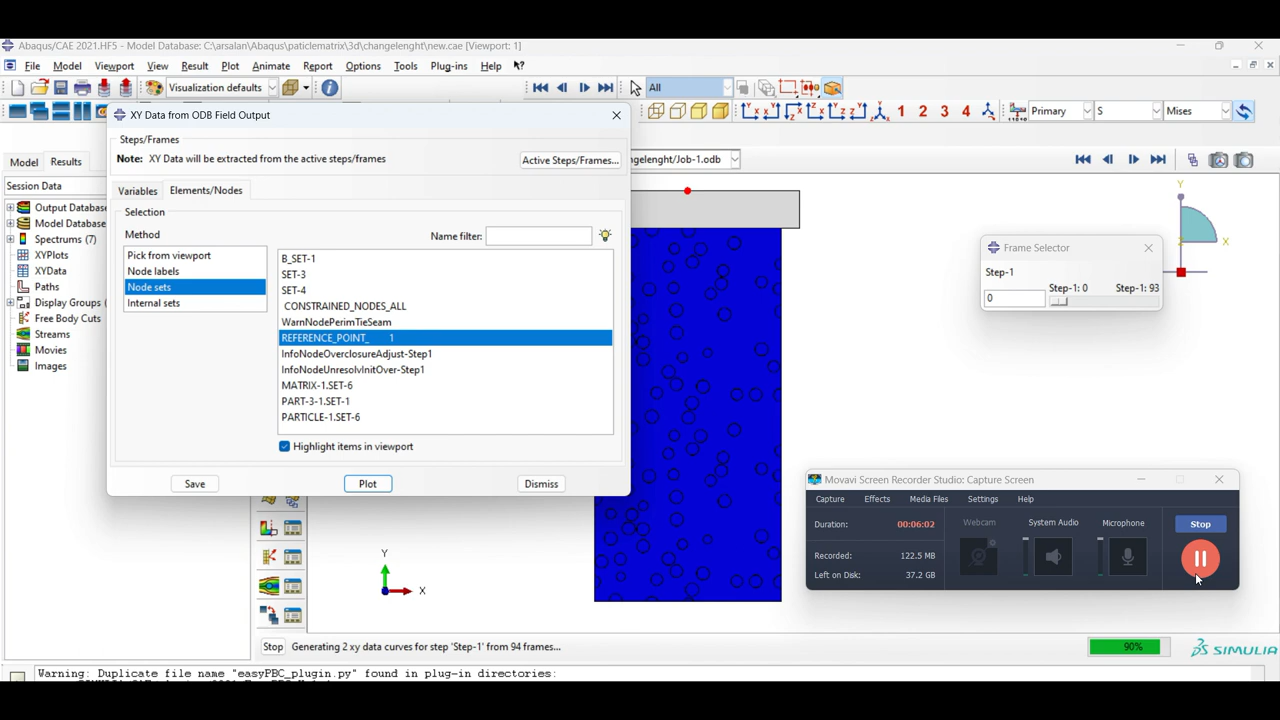 Abaqus/CAE 2021.HF5 - Model Database: C:\arsalan\Abaqus\paticlematrix\3d\changelenght\new.cae [Viewport: 1]
File Model Viewport View Result Plot Animate Report Options Tools Plug-ins Help
Visualization defaults
All
XY Data from ODB Field Output
1 2 3 4 Primary S Mises
Steps/Frames
Note: XY Data will be extracted from the active steps/frames
Active Steps/Frames...
ngelenght/Job-1.odb
Model Results
Session Data
Variables Elements/Nodes
Output Database
Model Database
Spectrums (7)
XYPlots
XYData
Paths
Display Groups
Free Body Cuts
Streams
Movies
Images
Selection
Method
Pick from viewport
Node labels
Node sets
Internal sets
Name filter:
B_SET-1
SET-3
SET-4
CONSTRAINED_NODES_ALL
WarnNodePerimTieSeam
REFERENCE_POINT_ 1
InfoNodeOverclosureAdjust-Step1
InfoNodeUnresolvInitOver-Step1
MATRIX-1.SET-6
PART-3-1.SET-1
PARTICLE-1.SET-6
Highlight items in viewport
Save Plot Dismiss
Y
X
Z
Frame Selector
Step-1
Step-1: 0 Step-1: 93
0
Movavi Screen Recorder Studio: Capture Screen
Capture Effects Media Files Settings Help
Duration: 00:06:02
Webcam System Audio Microphone
Stop
Recorded: 122.5 MB
Left on Disk: 37.2 GB
Y
X
Stop Generating 2 xy data curves for step 'Step-1' from 94 frames...
90%
SIMULIA
Warning: Duplicate file name "easyPBC_plugin.py" found in plug-in directories: